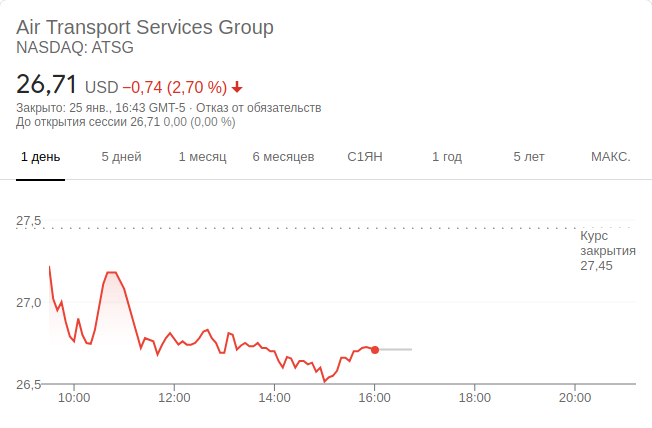 Air Transport Services Group
NASDAQ: ATSG
26,71 USD −0,74 (2,70 %)
Закрыто: 25 янв., 16:43 GMT-5 · Отказ от обязательств
До открытия сессии 26,71 0,00 (0,00 %)
1 день 5 дней 1 месяц 6 месяцев С1ЯН 1 год 5 лет МАКС.
27,5
Курс
закрытия
27,45
27,0
26,5
10:00 12:00 14:00 16:00 18:00 20:00